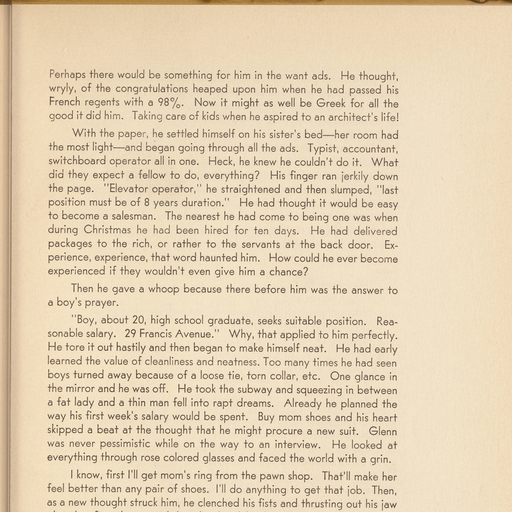 Perhaps there would be something for him in the want ads. He thought,
wryly, of the congratulations heaped upon him when he had passed his
French regents with a 98%. Now it might as well be Greek for all the
good it did him. Taking care of kids when he aspired to an architect's life!
With the paper, he settled himself on his sister's bed—her room had
the most light—and began going through all the ads. Typist, accountant,
switchboard operator all in one. Heck, he knew he couldn't do it. What
did they expect a fellow to do, everything? His finger ran jerkily down
the page. "Elevator operator," he straightened and then slumped, "last
position must be of 8 years duration." He had thought it would be easy
to become a salesman. The nearest he had come to being one was when
during Christmas he had been hired for ten days. He had delivered
packages to the rich, or rather to the servants at the back door. Ex-
perience, experience, that word haunted him. How could he ever become
experienced if they wouldn't even give him a chance?
Then he gave a whoop because there before him was the answer to
a boy's prayer.
"Boy, about 20, high school graduate, seeks suitable position. Rea-
sonable salary. 29 Francis Avenue." Why, that applied to him perfectly.
He tore it out hastily and then began to make himself neat. He had early
learned the value of cleanliness and neatness. Too many times he had seen
boys turned away because of a loose tie, torn collar, etc. One glance in
the mirror and he was off. He took the subway and squeezing in between
a fat lady and a thin man fell into rapt dreams. Already he planned the
way his first week's salary would be spent. Buy mom shoes and his heart
skipped a beat at the thought that he might procure a new suit. Glenn
was never pessimistic while on the way to an interview. He looked at
everything through rose colored glasses and faced the world with a grin.
I know, first I'll get mom's ring from the pawn shop. That'll make her
feel better than any pair of shoes. I'll do anything to get that job. Then,
as a new thought struck him, he clenched his fists and thrusting out his jaw